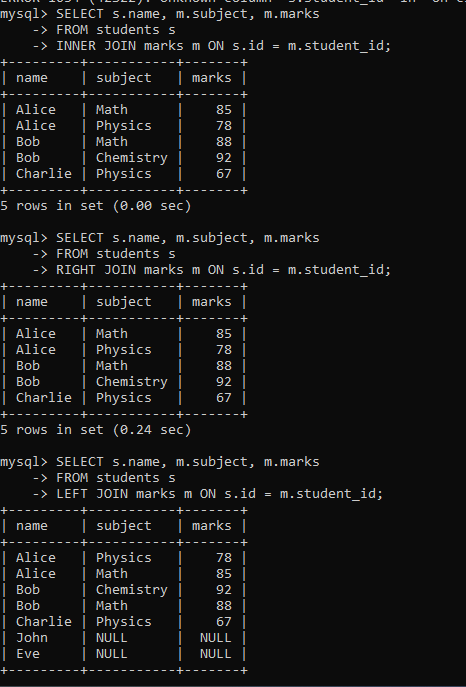 mysql> SELECT s.name, m.subject, m.marks
    -> FROM students s
    -> INNER JOIN marks m ON s.id = m.student_id;
+---------+-----------+-------+
| name    | subject   | marks |
+---------+-----------+-------+
| Alice   | Math      |    85 |
| Alice   | Physics   |    78 |
| Bob     | Math      |    88 |
| Bob     | Chemistry |    92 |
| Charlie | Physics   |    67 |
+---------+-----------+-------+
5 rows in set (0.00 sec)

mysql> SELECT s.name, m.subject, m.marks
    -> FROM students s
    -> RIGHT JOIN marks m ON s.id = m.student_id;
+---------+-----------+-------+
| name    | subject   | marks |
+---------+-----------+-------+
| Alice   | Math      |    85 |
| Alice   | Physics   |    78 |
| Bob     | Math      |    88 |
| Bob     | Chemistry |    92 |
| Charlie | Physics   |    67 |
+---------+-----------+-------+
5 rows in set (0.24 sec)

mysql> SELECT s.name, m.subject, m.marks
    -> FROM students s
    -> LEFT JOIN marks m ON s.id = m.student_id;
+---------+-----------+-------+
| name    | subject   | marks |
+---------+-----------+-------+
| Alice   | Physics   |    78 |
| Alice   | Math      |    85 |
| Bob     | Chemistry |    92 |
| Bob     | Math      |    88 |
| Charlie | Physics   |    67 |
| John    | NULL      |  NULL |
| Eve     | NULL      |  NULL |
+---------+-----------+-------+